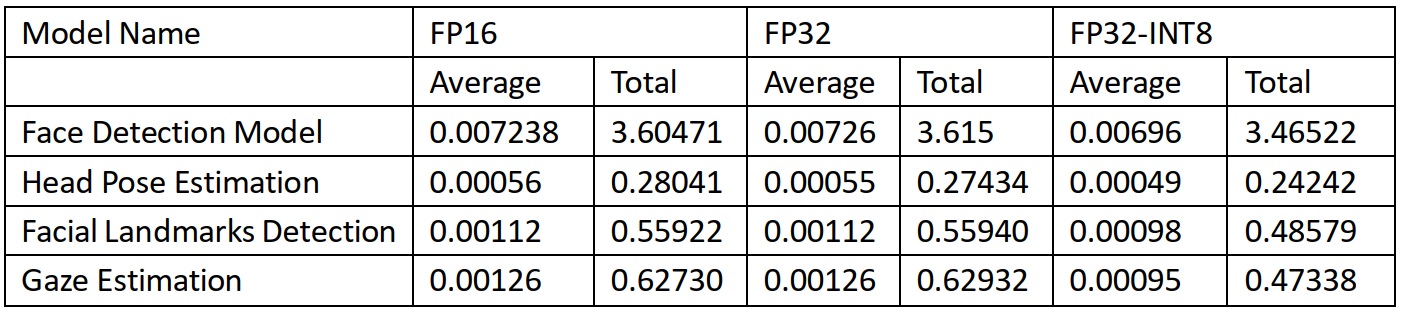 Model Name FP16 FP32 FP32-INT8
Average Total Average Total Average Total
Face Detection Model 0.007238 3.60471 0.00726 3.615 0.00696 3.46522
Head Pose Estimation 0.00056 0.28041 0.00055 0.27434 0.00049 0.24242
Facial Landmarks Detection 0.00112 0.55922 0.00112 0.55940 0.00098 0.48579
Gaze Estimation 0.00126 0.62730 0.00126 0.62932 0.00095 0.47338